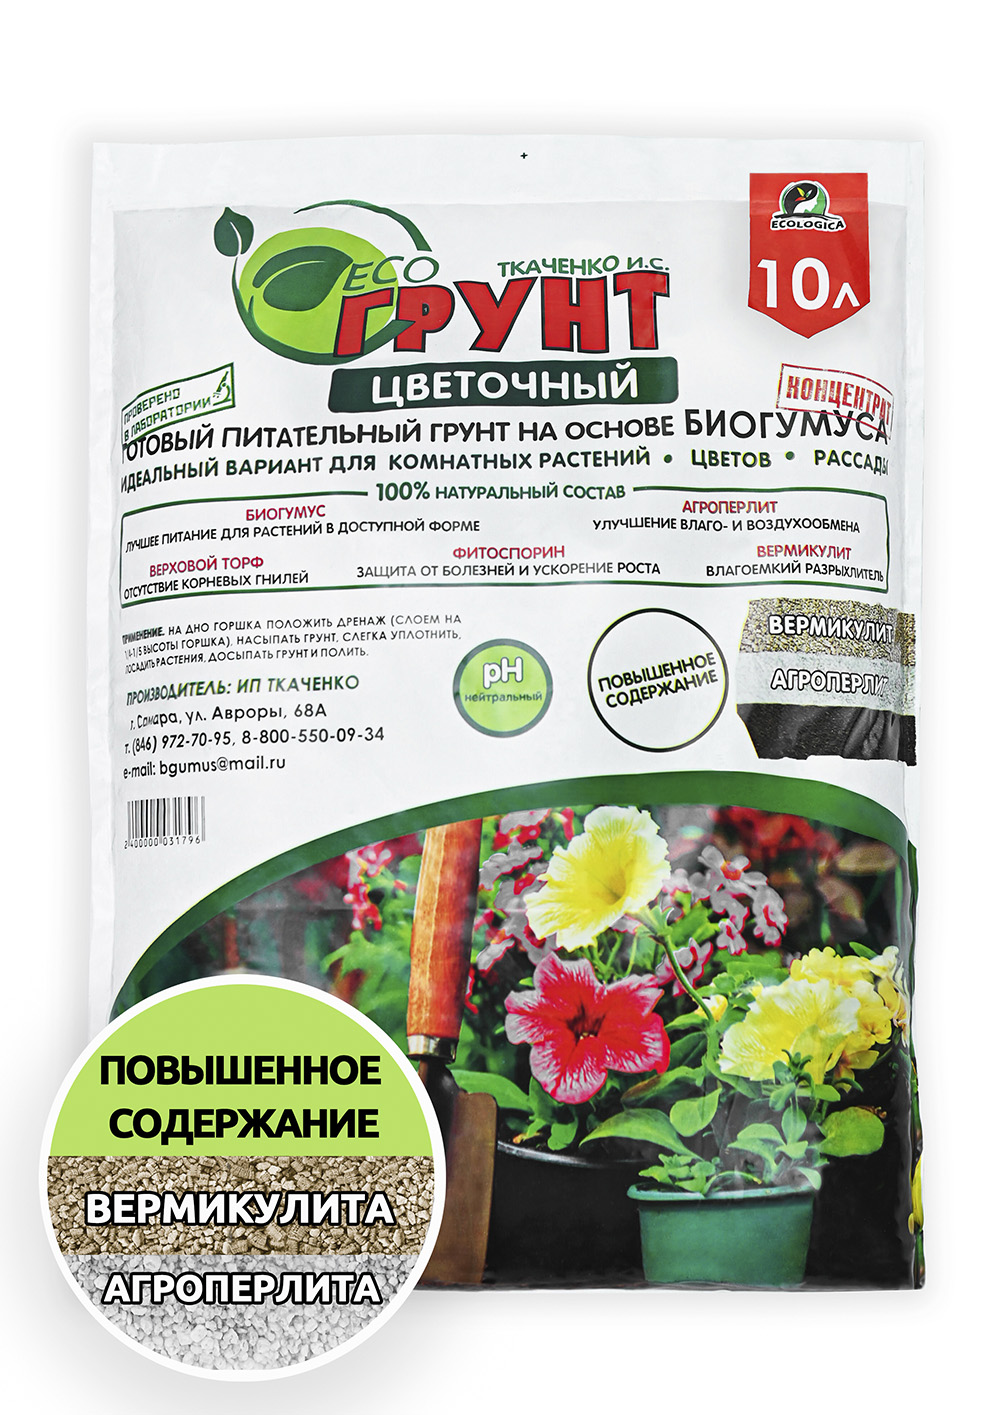 ECOLOGICA
10л
ECO
ТКАЧЕНКО И.С.
ГРУНТ
ЦВЕТОЧНЫЙ
ПРОВЕРЕНО
В ЛАБОРАТОРИИ
КОНЦЕНТРАТ
ГОТОВЫЙ ПИТАТЕЛЬНЫЙ ГРУНТ НА ОСНОВЕ БИОГУМУСА
ИДЕАЛЬНЫЙ ВАРИАНТ ДЛЯ КОМНАТНЫХ РАСТЕНИЙ • ЦВЕТОВ • РАССАДЫ
100% НАТУРАЛЬНЫЙ СОСТАВ
БИОГУМУС
ЛУЧШЕЕ ПИТАНИЕ ДЛЯ РАСТЕНИЙ В ДОСТУПНОЙ ФОРМЕ
АГРОПЕРЛИТ
УЛУЧШЕНИЕ ВЛАГО- И ВОЗДУХООБМЕНА
ВЕРХОВОЙ ТОРФ
ОТСУТСТВИЕ КОРНЕВЫХ ГНИЛЕЙ
ФИТОСПОРИН
ЗАЩИТА ОТ БОЛЕЗНЕЙ И УСКОРЕНИЕ РОСТА
ВЕРМИКУЛИТ
ВЛАГОЕМКИЙ РАЗРЫХЛИТЕЛЬ
ПРИМЕНЕНИЕ. НА ДНО ГОРШКА ПОЛОЖИТЬ ДРЕНАЖ (СЛОЕМ НА
1/4-1/5 ВЫСОТЫ ГОРШКА), НАСЫПАТЬ ГРУНТ, СЛЕГКА УПЛОТНИТЬ,
ПОСАДИТЬ РАСТЕНИЯ, ДОСЫПАТЬ ГРУНТ И ПОЛИТЬ.
ПРОИЗВОДИТЕЛЬ: ИП ТКАЧЕНКО
г. Самара, ул. Авроры, 68А
т. (846) 972-70-95, 8-800-550-09-34
e-mail: bgumus@mail.ru
pH
нейтральный
ПОВЫШЕННОЕ
СОДЕРЖАНИЕ
ВЕРМИКУЛИТ
АГРОПЕРЛИТ
2400000031796
ПОВЫШЕННОЕ
СОДЕРЖАНИЕ
ВЕРМИКУЛИТА
АГРОПЕРЛИТА